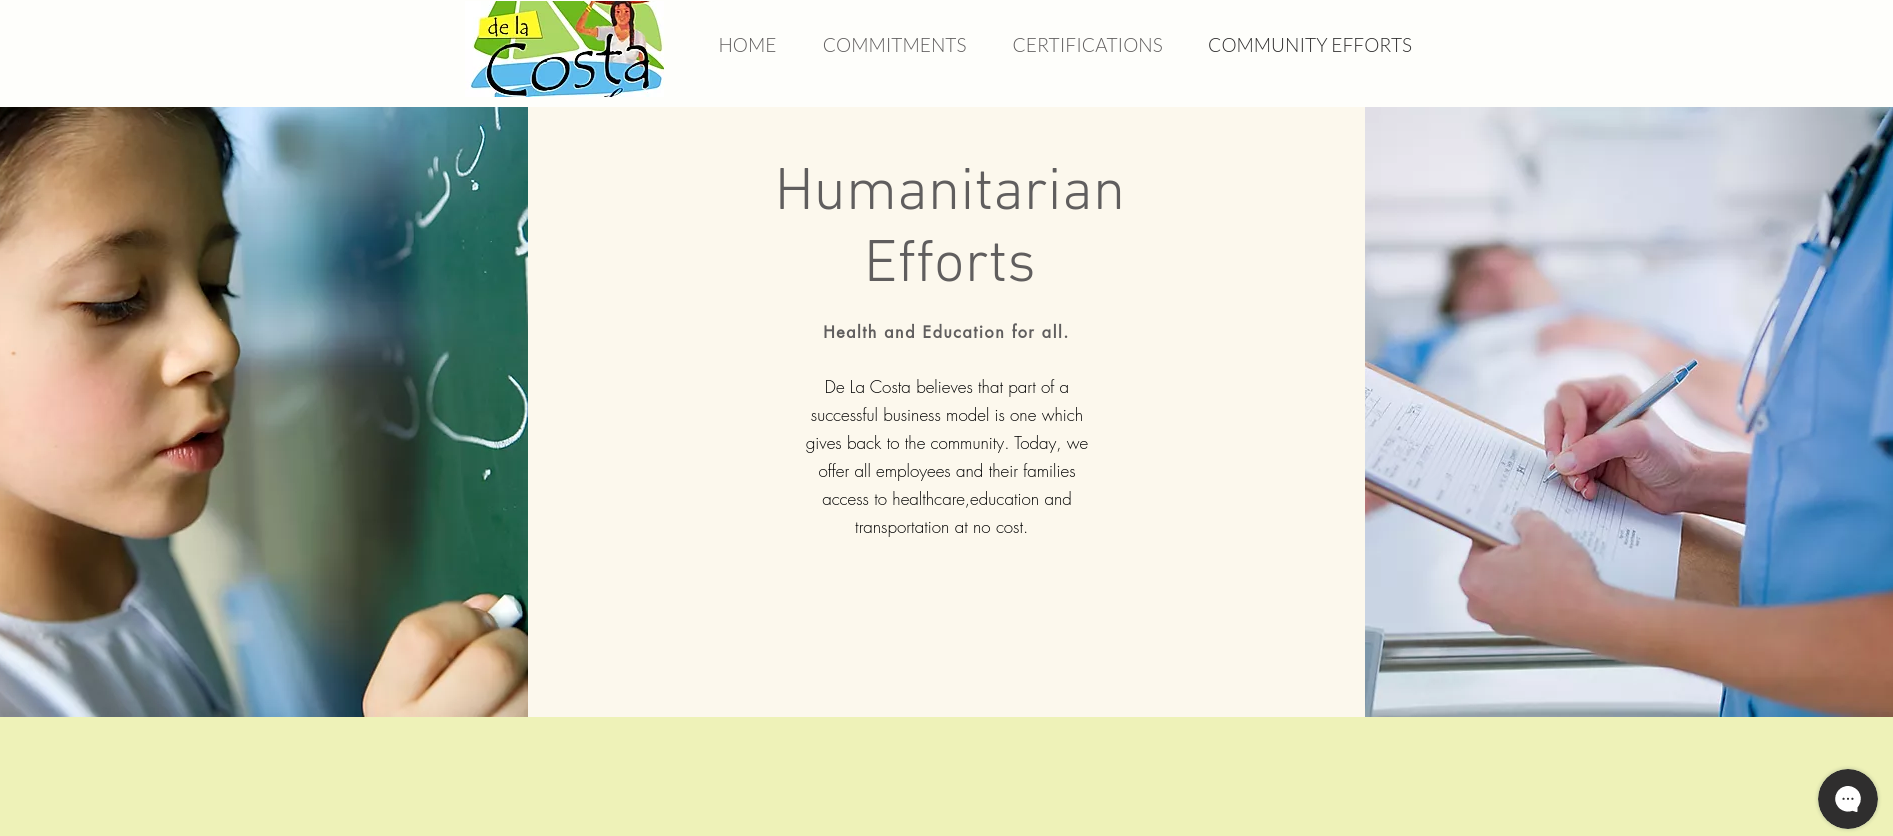 de la
Costa
HOME
COMMITMENTS
CERTIFICATIONS
COMMUNITY EFFORTS
Humanitarian
Efforts
Health and Education for all.
De La Costa believes that part of a
successful business model is one which
gives back to the community. Today, we
offer all employees and their families
access to healthcare,education and
transportation at no cost.